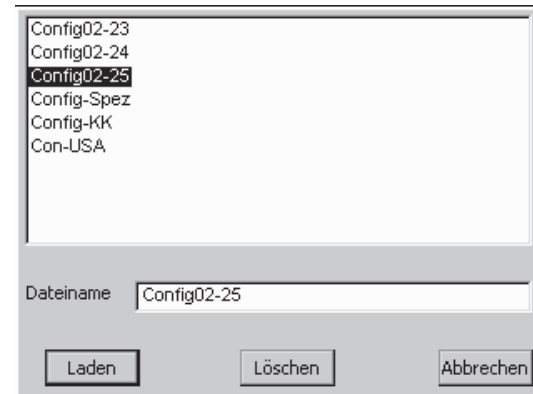 Config02-23
Config02-24
Config02-25
Config-Spez
Config-KK
Con-USA
Dateiname Config02-25
Laden Löschen Abbrechen